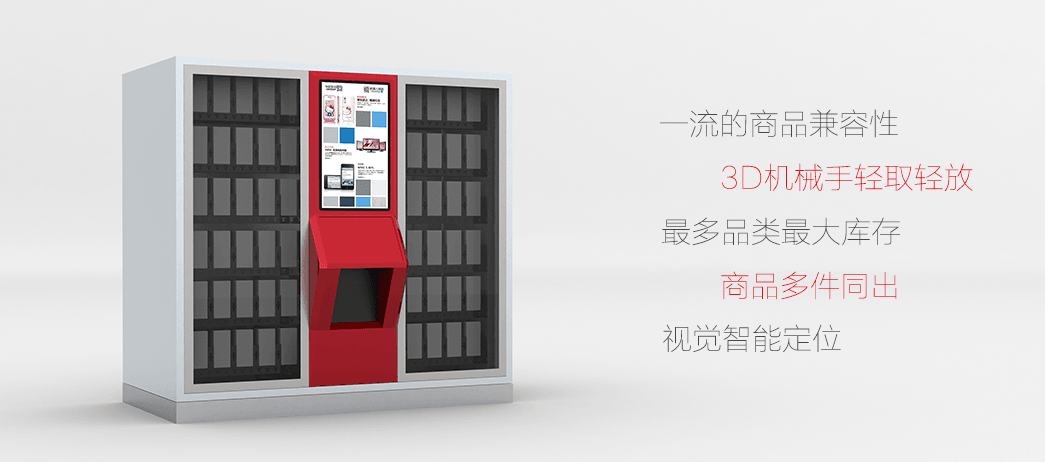 一流的商品兼容性
3D机械手轻取轻放
最多品类最大库存
商品多件同出
视觉智能定位